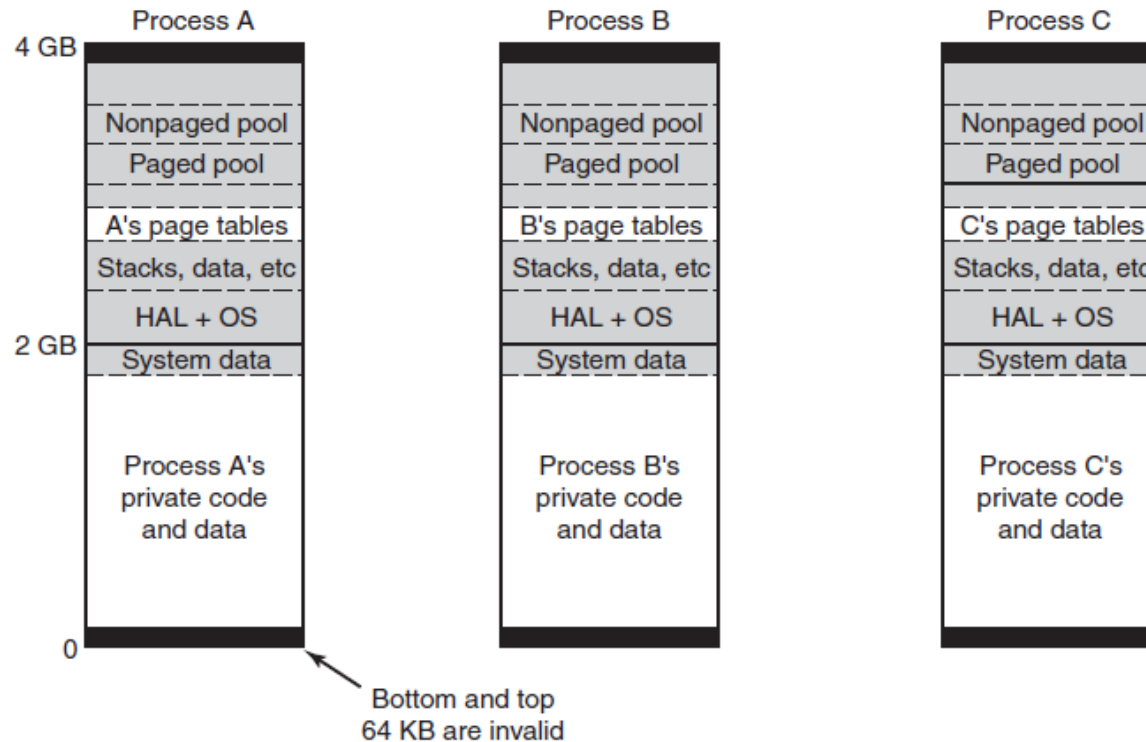 Process A
Process B
Process C
4 GB
Nonpaged pool
Nonpaged pool
Nonpaged pool
Paged pool
Paged pool
Paged pool
A's page tables
B's page tables
C's page tables
Stacks, data, etc
Stacks, data, etc
Stacks, data, etc
HAL + OS
HAL + OS
HAL + OS
2 GB
System data
System data
System data
Process A's
private code
and data
Process B's
private code
and data
Process C's
private code
and data
0
Bottom and top
64 KB are invalid